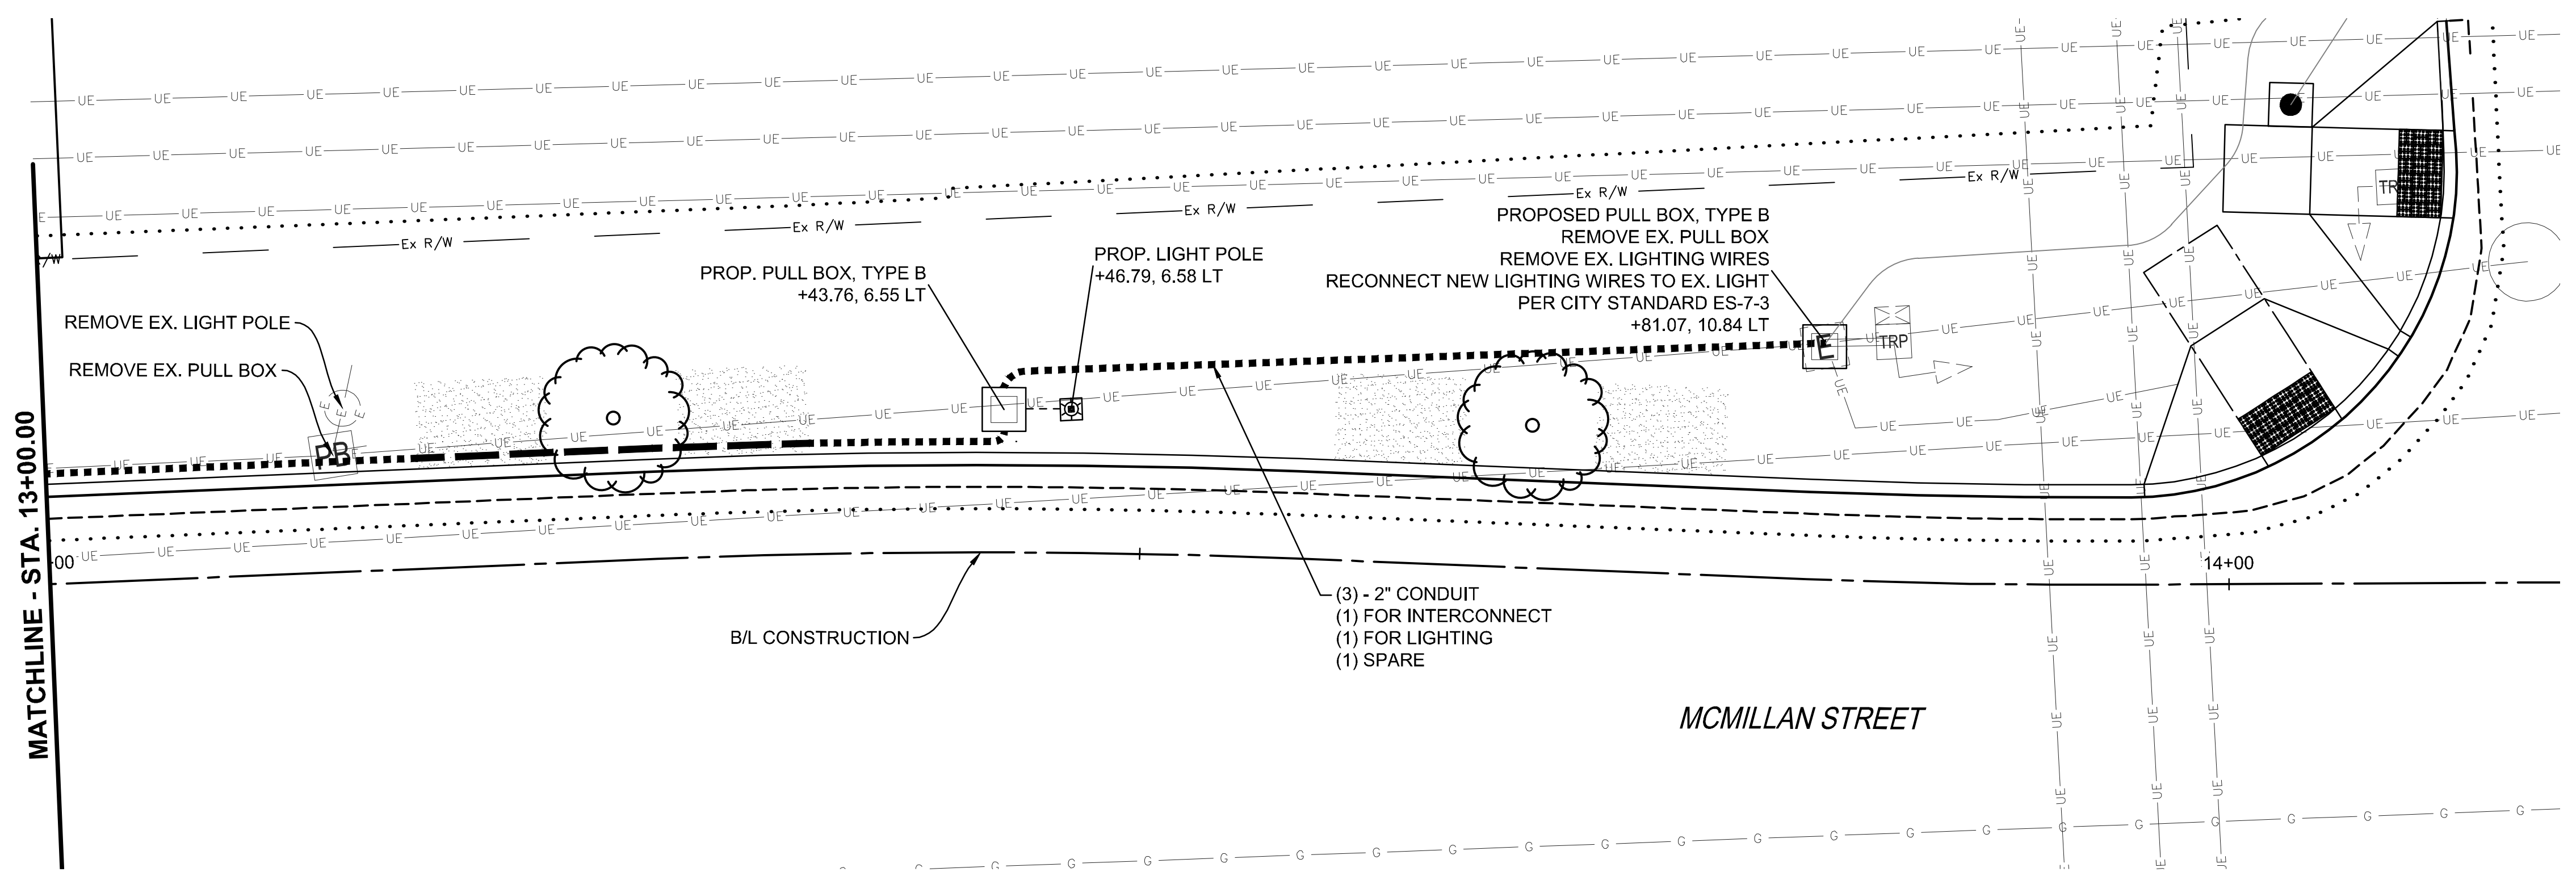 PROPOSED PULL BOX, TYPE B
REMOVE EX. PULL BOX
REMOVE EX. LIGHTING WIRES
RECONNECT NEW LIGHTING WIRES TO EX. LIGHT
PER CITY STANDARD ES-7-3
+81.07, 10.84 LT
PROP. LIGHT POLE
+46.79, 6.58 LT
PROP. PULL BOX, TYPE B
+43.76, 6.55 LT
REMOVE EX. LIGHT POLE
REMOVE EX. PULL BOX
Ex R/W
Ex R/W
Ex R/W
Ex R/W
Ex R/W
PB
E
TRP
MATCHLINE - STA. 13+00.00
14+00
B/L CONSTRUCTION
(3) - 2" CONDUIT
(1) FOR INTERCONNECT
(1) FOR LIGHTING
(1) SPARE
MCMILLAN STREET
UE
G